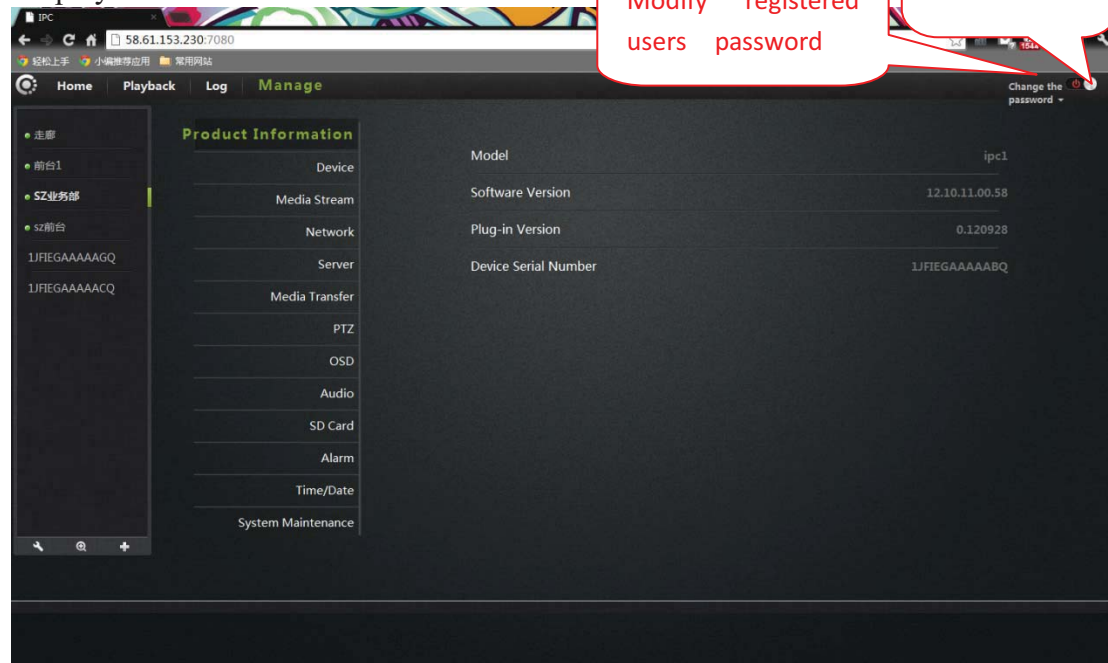 Modify registered
users password
IPC
58.61.153.230:7080
轻松上手 小编推荐应用 常用网站
Home Playback Log Manage
Change the
password
走廊
前台1
SZ业务部
sz前台
1JFIEGAAAAAGQ
1JFIEGAAAAACQ
Product Information
Device
Media Stream
Network
Server
Media Transfer
PTZ
OSD
Audio
SD Card
Alarm
Time/Date
System Maintenance
Model ipc1
Software Version 12.10.11.00.58
Plug-in Version 0.120928
Device Serial Number 1JFIEGAAAAABQ